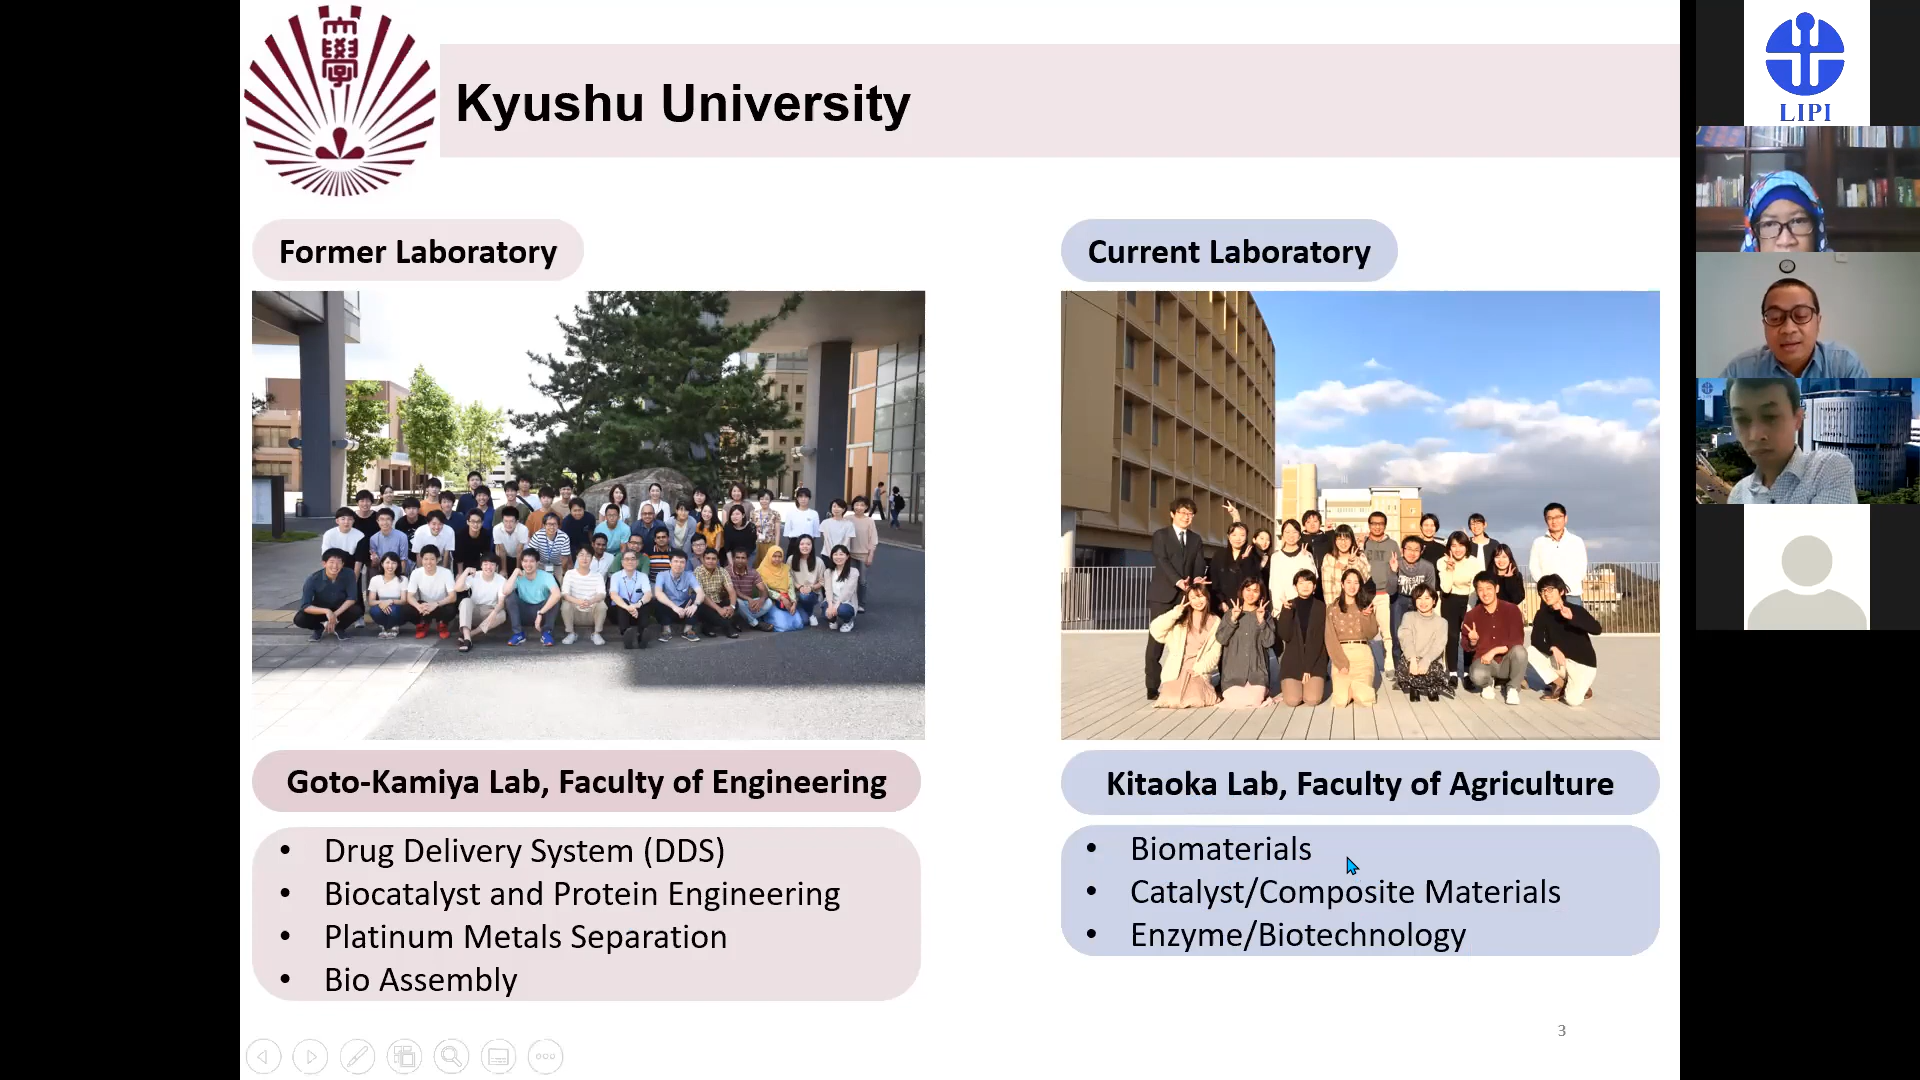 大
學
Kyushu University
Former Laboratory
Current Laboratory
Goto-Kamiya Lab, Faculty of Engineering
Kitaoka Lab, Faculty of Agriculture
• Drug Delivery System (DDS)
• Biocatalyst and Protein Engineering
• Platinum Metals Separation
• Bio Assembly
• Biomaterials
• Catalyst/Composite Materials
• Enzyme/Biotechnology
3
LIPI